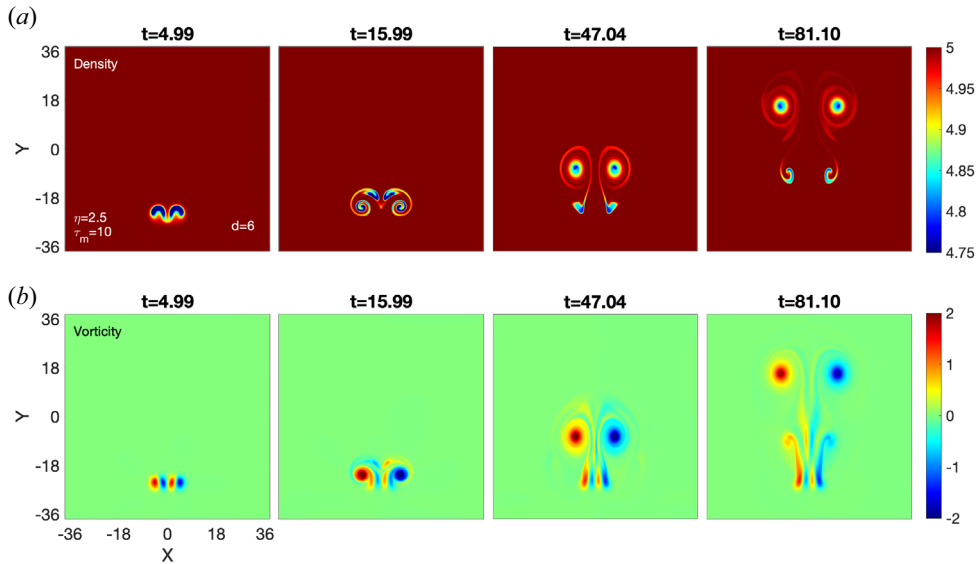 (a)
t=4.99 t=15.99 t=47.04 t=81.10
Density
η=2.5
τm=10
d=6
Y
36
18
0
-18
-36
5
4.95
4.9
4.85
4.8
4.75
(b)
t=4.99 t=15.99 t=47.04 t=81.10
Vorticity
Y
36
18
0
-18
-36
-36 -18 0 18 36
X
2
1
0
-1
-2